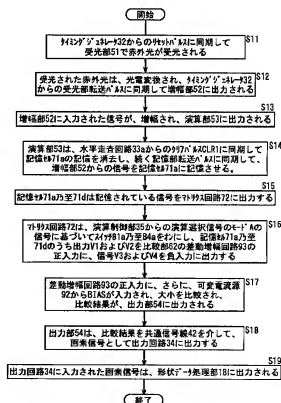 開始
S11
タイミングジェネレータ32からのリセットパルスに同期して
受光部51で赤外光が受光される
S12
受光された赤外光は、光電変換され、タイミングジェネレータ32
からの受光部転送パルスに同期して増幅部52に出力される
S13
増幅部52に入力された信号が、増幅され、演算部53に出力される
S14
演算部53は、水平走査回路33aからのクリアパルスCLR1に同期して
記憶セル71aの記憶を消去し、続く記憶部転送パルスに同期して、
増幅部52からの信号を記憶セル71aに記憶させる。
S15
記憶セル71a乃至71dは記憶されている信号をマトリクス回路72に出力する
S16
マトリクス回路72は、演算制御部35からの演算選択信号のモードAの
信号に基づいてスイッチ81a乃至84aをオンにし、記憶セル71a乃至
71dのうち出力V1およびV2を比較部62の差動増幅回路93の
正入力に、信号V3およびV4を負入力に出力する
S17
差動増幅回路93の正入力に、さらに、可変電流源
92からBIASが入力され、大小を比較され、
比較結果が、出力部54に出力される
S18
出力部54は、比較結果を共通信号線42を介して、
画素信号として出力回路34に出力する
S19
出力回路34に入力された画素信号は、形状データ処理部18に出力される
終了